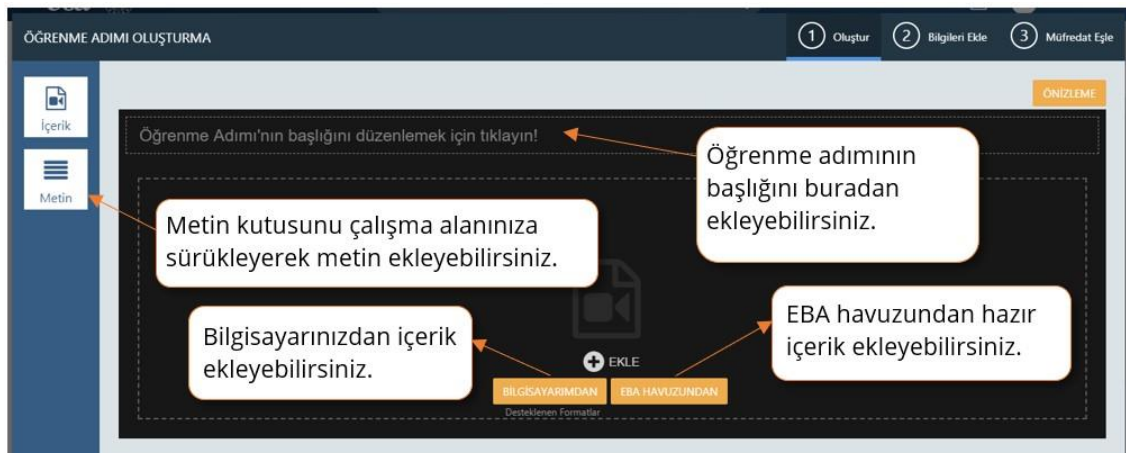 ÖĞRENME ADIMI OLUŞTURMA
1 Oluştur
2 Bilgileri Ekle
3 Müfredat Eşle
ÖNİZLEME
İçerik
Metin
Öğrenme Adımı'nın başlığını düzenlemek için tıklayın!
Öğrenme adımının
başlığını buradan
ekleyebilirsiniz.
Metin kutusunu çalışma alanınıza
sürükleyerek metin ekleyebilirsiniz.
Bilgisayarınızdan içerik
ekleyebilirsiniz.
EBA havuzundan hazır
içerik ekleyebilirsiniz.
EKLE
BİLGİSAYARIMDAN
EBA HAVUZUNDAN
Desteklenen Formatlar